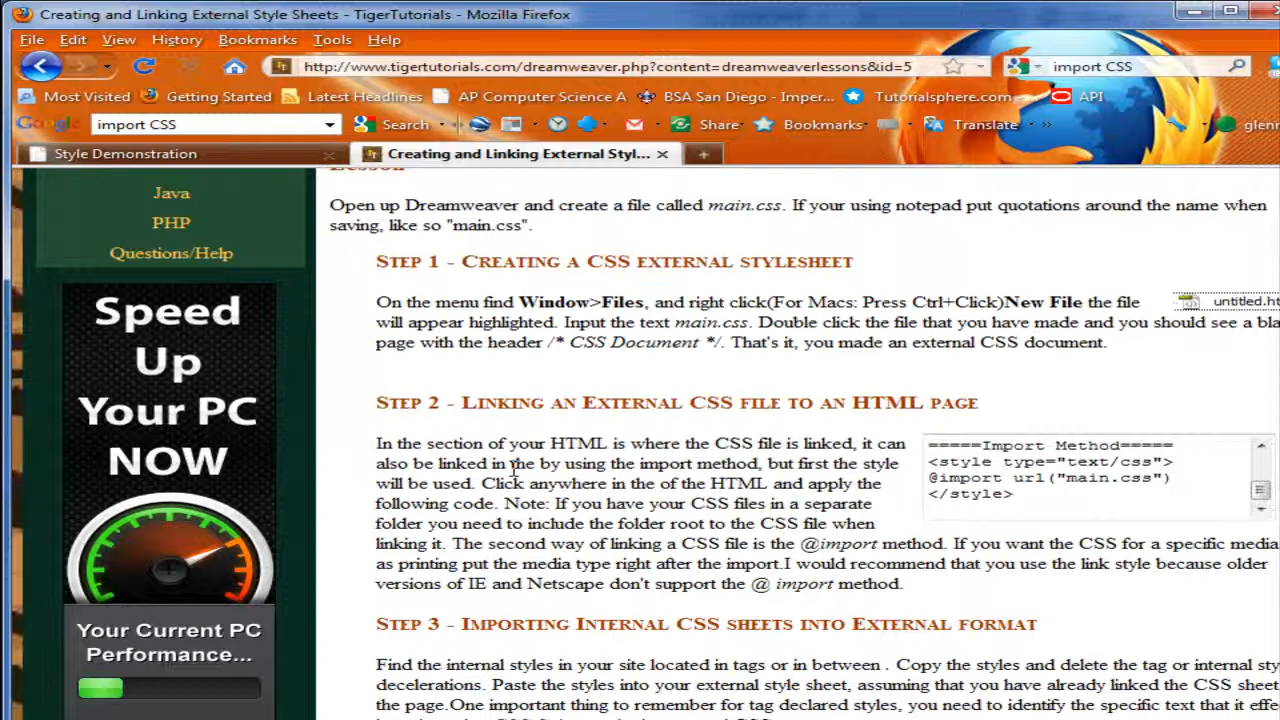 Creating and Linking External Style Sheets - TigerTutorials - Mozilla Firefox
File Edit View History Bookmarks Tools Help
http://www.tigertutorials.com/dreamweaver.php?content=dreamweaverlessons&id=5 import CSS
Most Visited Getting Started Latest Headlines AP Computer Science A BSA San Diego - Imper... Tutorialsphere.com API
Google import CSS Search Share Bookmarks Translate glenn
Style Demonstration Creating and Linking External Styl...
Java
PHP
Questions/Help
Speed
Up
Your PC
NOW
Your Current PC
Performance...
Lesson
Open up Dreamweaver and create a file called main.css. If your using notepad put quotations around the name when
saving, like so "main.css".
STEP 1 - CREATING A CSS EXTERNAL STYLESHEET
On the menu find Window>Files, and right click(For Macs: Press Ctrl+Click)New File the file
untitled.ht
will appear highlighted. Input the text main.css. Double click the file that you have made and you should see a bla
page with the header /* CSS Document */. That's it, you made an external CSS document.
STEP 2 - LINKING AN EXTERNAL CSS FILE TO AN HTML PAGE
In the section of your HTML is where the CSS file is linked, it can
also be linked in the by using the import method, but first the style
will be used. Click anywhere in the of the HTML and apply the
following code. Note: If you have your CSS files in a separate
folder you need to include the folder root to the CSS file when
linking it. The second way of linking a CSS file is the @import method. If you want the CSS for a specific media
as printing put the media type right after the import.I would recommend that you use the link style because older
versions of IE and Netscape don't support the @ import method.
=====Import Method=====
<style type="text/css">
@import url("main.css")
</style>
STEP 3 - IMPORTING INTERNAL CSS SHEETS INTO EXTERNAL FORMAT
Find the internal styles in your site located in tags or in between . Copy the styles and delete the tag or internal sty
decelerations. Paste the styles into your external style sheet, assuming that you have already linked the CSS sheet
the page.One important thing to remember for tag declared styles, you need to identify the specific text that it effe